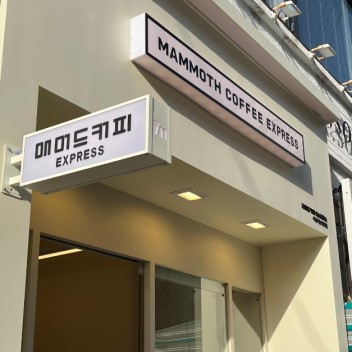 MAMMOTH COFFEE EXPRESS
매머드커피
EXPRESS